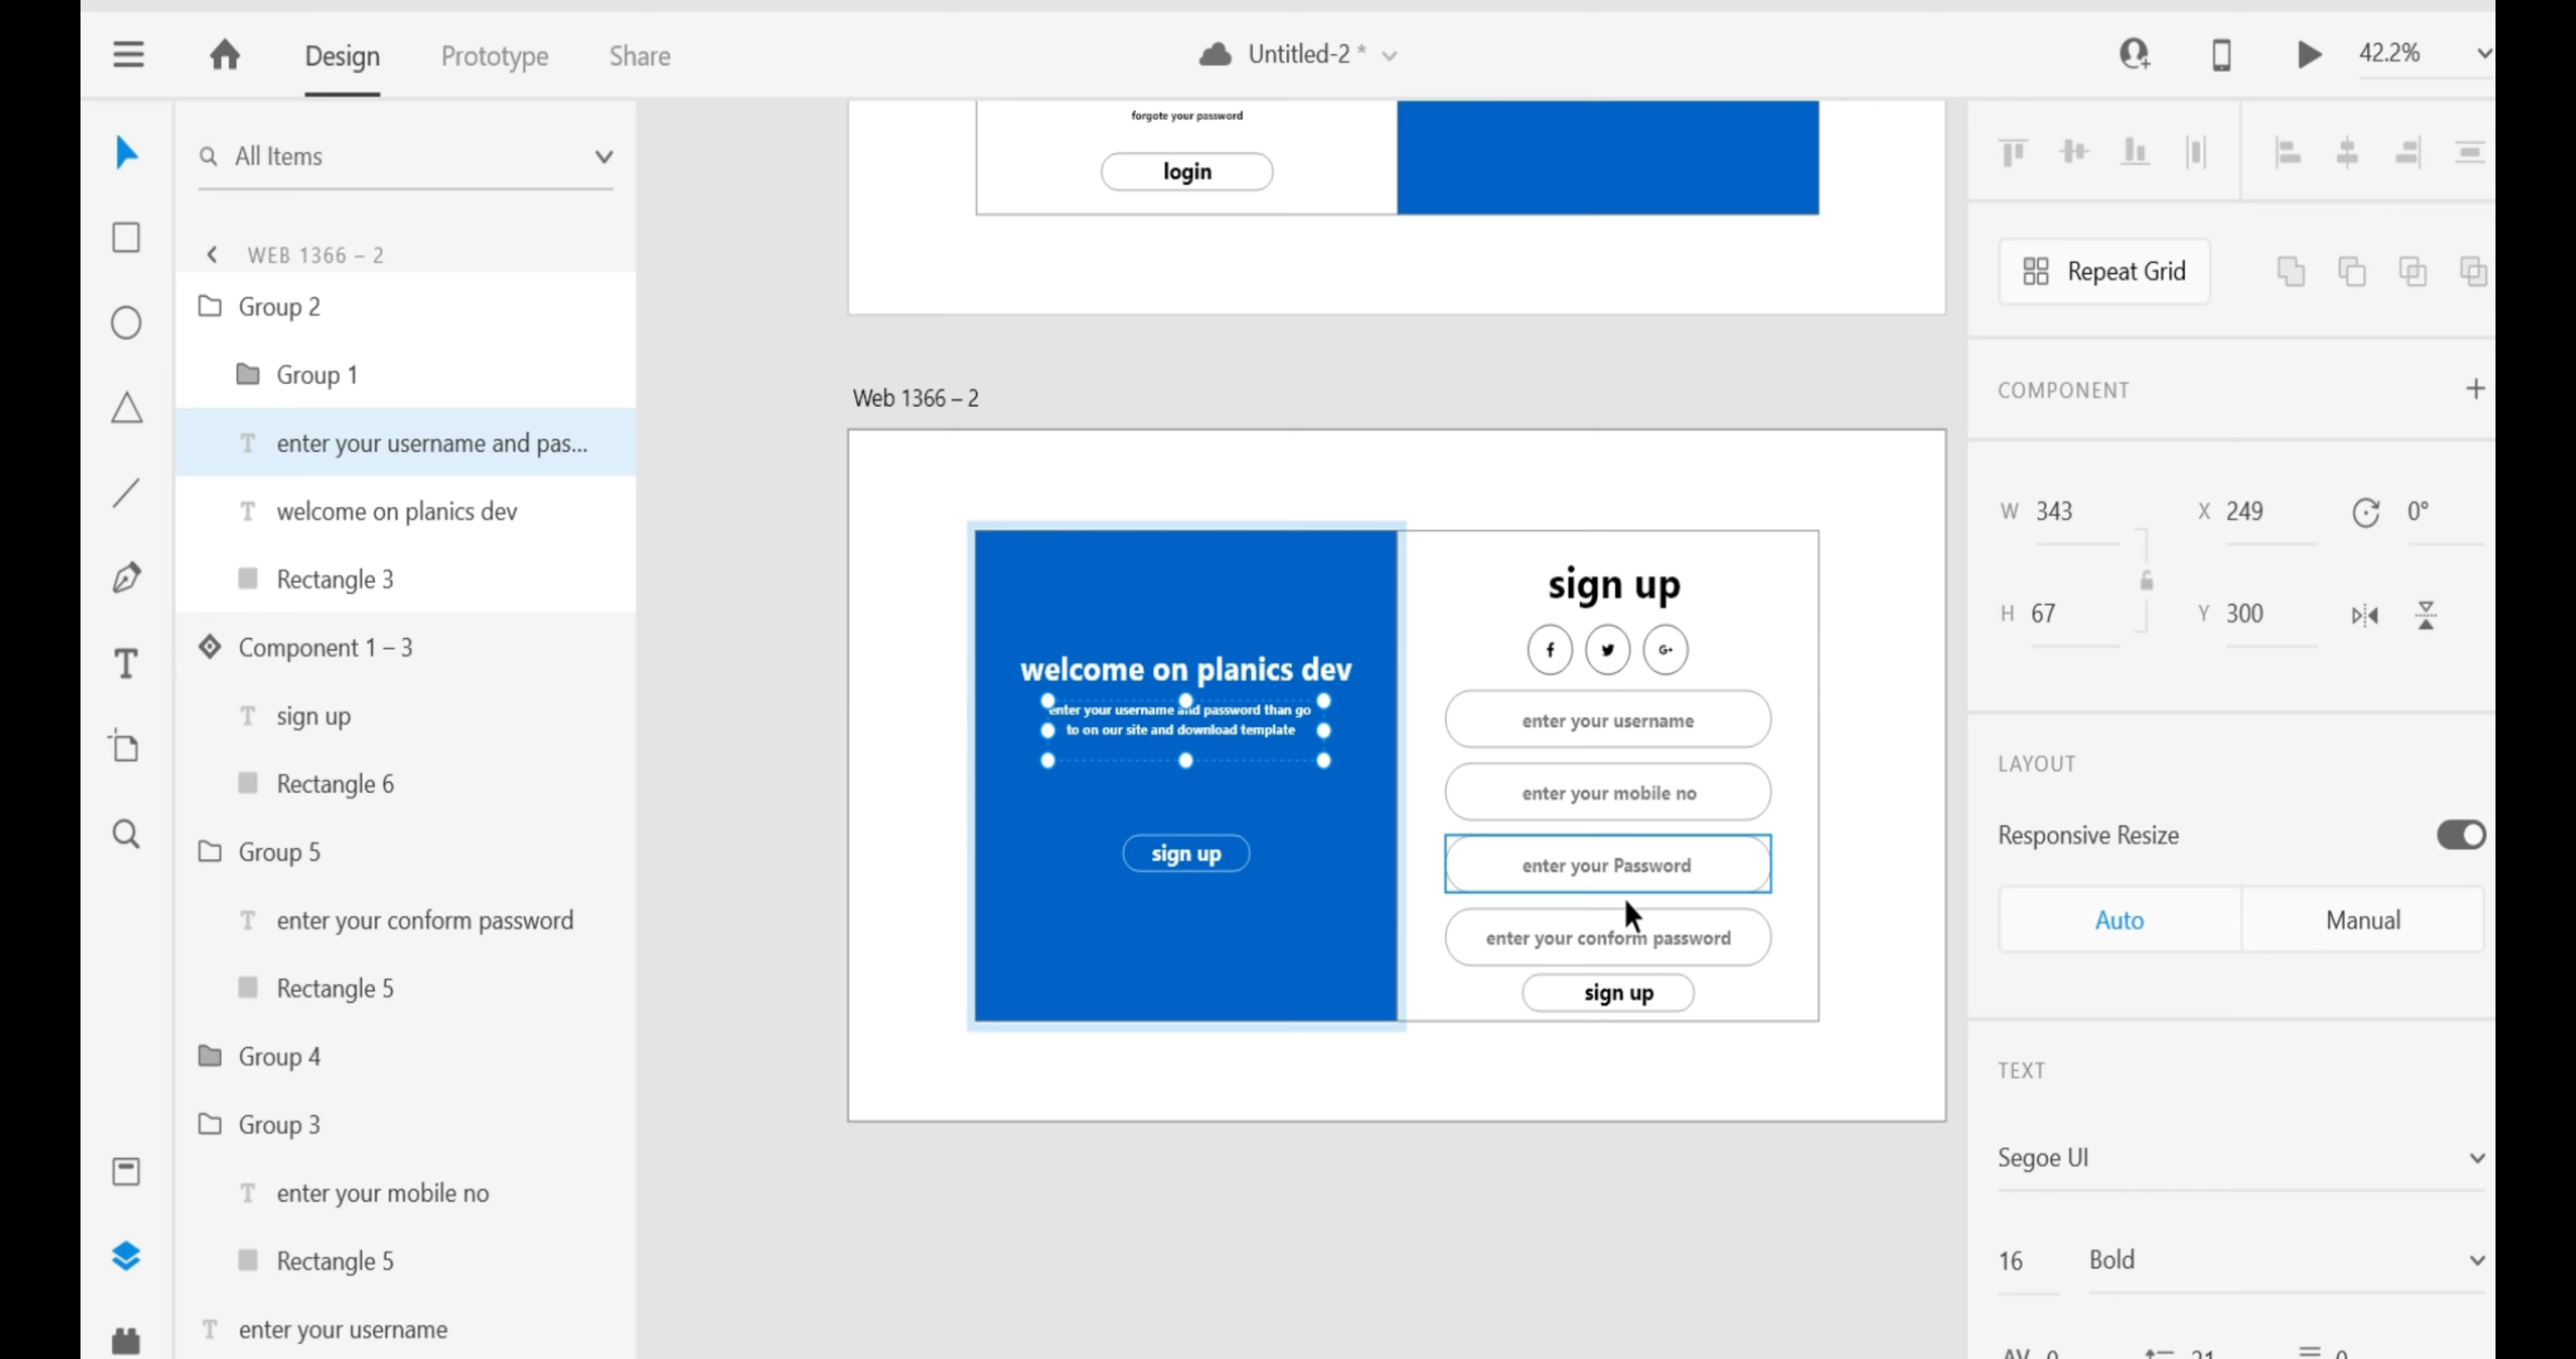 Design Prototype Share
Untitled-2 *
42.2%
All Items
WEB 1366 – 2
Group 2
Group 1
enter your username and pas...
welcome on planics dev
Rectangle 3
Component 1 – 3
sign up
Rectangle 6
Group 5
enter your conform password
Rectangle 5
Group 4
Group 3
enter your mobile no
Rectangle 5
enter your username
forgote your password
login
Web 1366 – 2
welcome on planics dev
enter your username and password than go
to on our site and download template
sign up
sign up
f G+
enter your username
enter your mobile no
enter your Password
enter your conform password
sign up
Repeat Grid
COMPONENT
W 343 X 249 0°
H 67 Y 300
LAYOUT
Responsive Resize
Auto Manual
TEXT
Segoe UI
16 Bold
AV 0 21 0